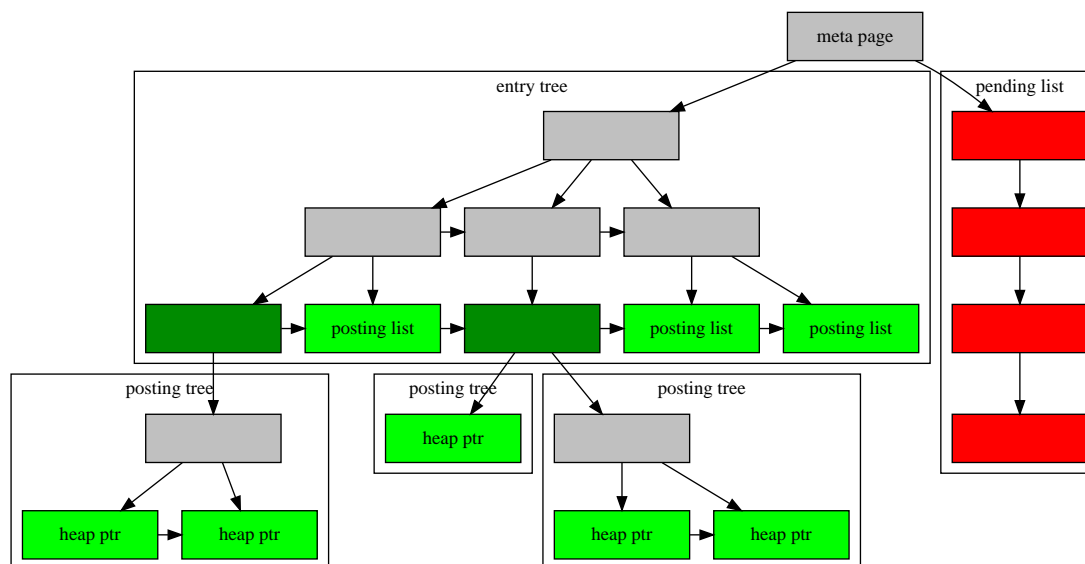 meta page
entry tree
pending list
posting list
posting list
posting list
posting tree
posting tree
posting tree
heap ptr
heap ptr
heap ptr
heap ptr
heap ptr